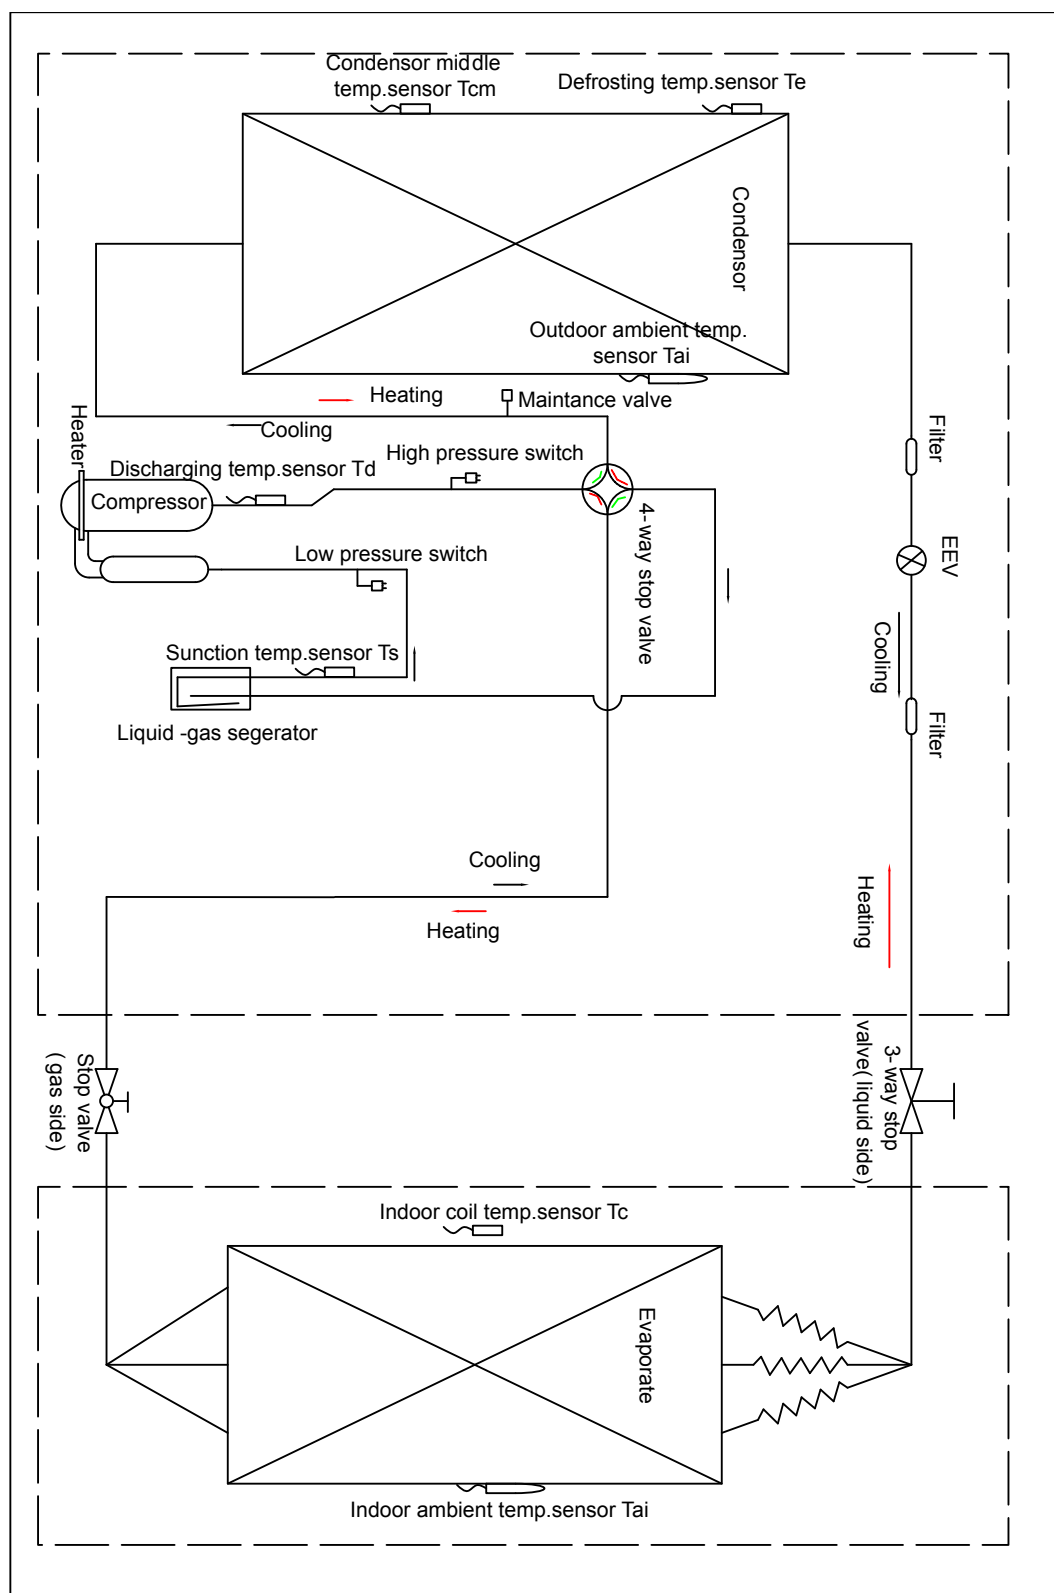 Condensor middle
temp.sensor Tcm
Defrosting temp.sensor Te
Condensor
Outdoor ambient temp.
sensor Tai
Heating
Maintance valve
Cooling
Heater
Discharging temp.sensor Td
High pressure switch
Compressor
Filter
4-way stop valve
EEV
Low pressure switch
Cooling
Sunction temp.sensor Ts
Filter
Liquid -gas segerator
Cooling
Heating
Heating
Stop valve
(gas side)
3-way stop
valve(liquid side)
Indoor coil temp.sensor Tc
Evaporate
Indoor ambient temp.sensor Tai